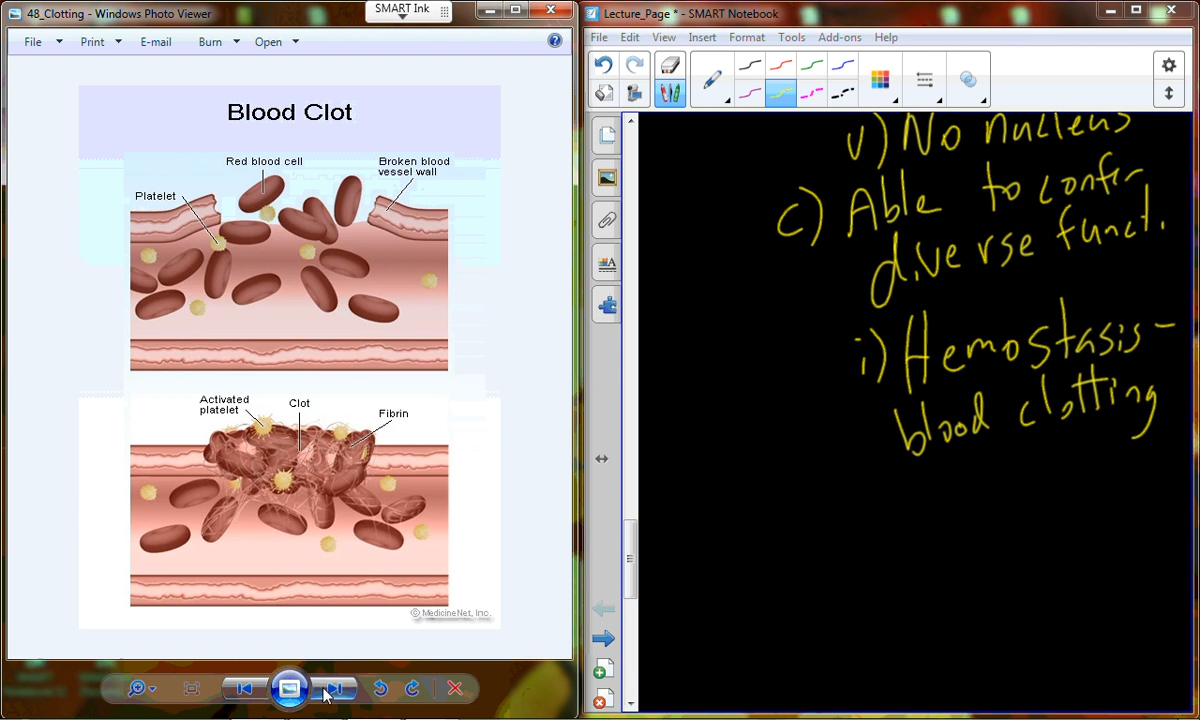 48_Clotting - Windows Photo Viewer
SMART Ink
File Print E-mail Burn Open
Blood Clot
Red blood cell
Broken blood
vessel wall
Platelet
Activated
platelet
Clot
Fibrin
© MedicineNet, Inc.
Lecture_Page * - SMART Notebook
File Edit View Insert Format Tools Add-ons Help
v) No nucleus
c) Able to confer
diverse funct.
i) Hemostasis -
blood clotting